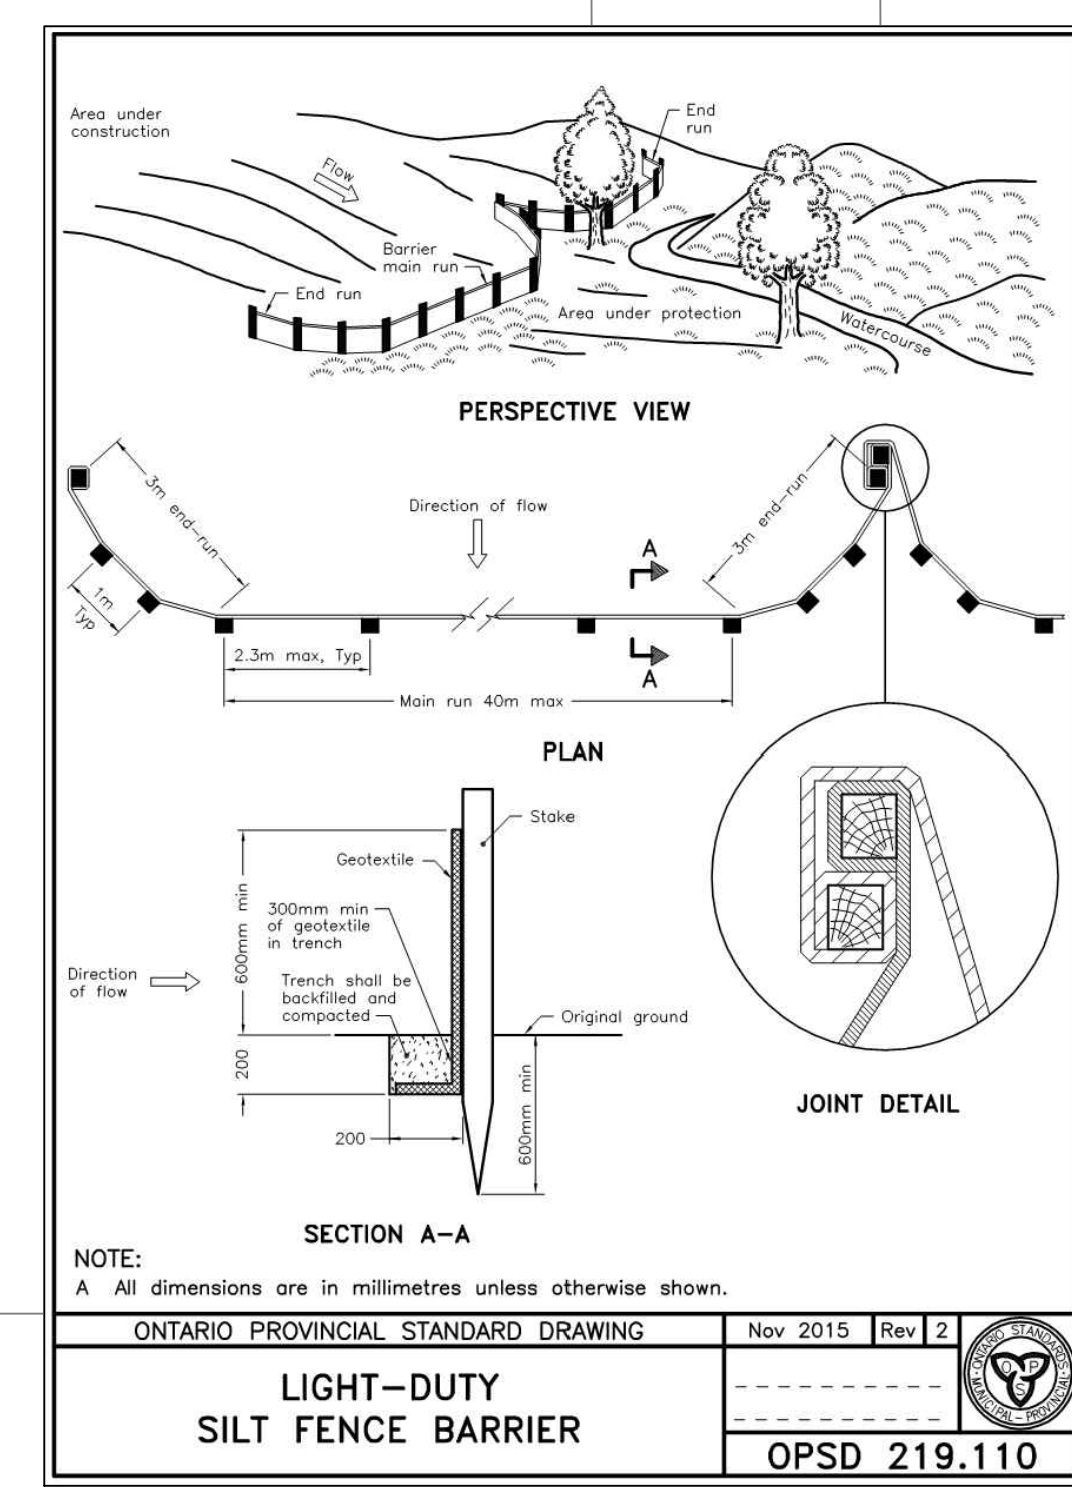 Area under
construction
Flow
End
run
Barrier
main run
End run
Area under protection
Watercourse
PERSPECTIVE VIEW
3m end-run
1m
Typ
Direction of flow
3m end-run
A
A
2.3m max, Typ
Main run 40m max
PLAN
Stake
Geotextile
600mm min
300mm min
of geotextile
in trench
Direction
of flow
Trench shall be
backfilled and
compacted
Original ground
200
200
600mm min
SECTION A-A
JOINT DETAIL
NOTE:
A All dimensions are in millimetres unless otherwise shown.
ONTARIO PROVINCIAL STANDARD DRAWING
Nov 2015 Rev 2
LIGHT-DUTY
SILT FENCE BARRIER
ONTARIO STANDARDS
MUNICIPAL-PROVINCIAL
O P
S
OPSD 219.110